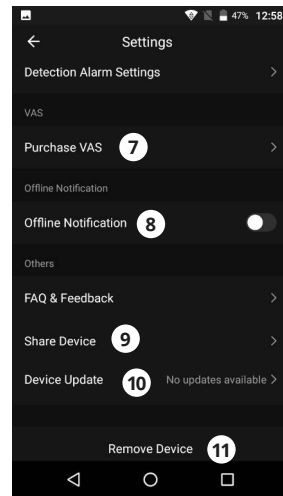 47% 12:58
Settings
Detection Alarm Settings
VAS
Purchase VAS 7
Offline Notification
Offline Notification 8
Others
FAQ & Feedback
Share Device 9
Device Update 10 No updates available
Remove Device 11